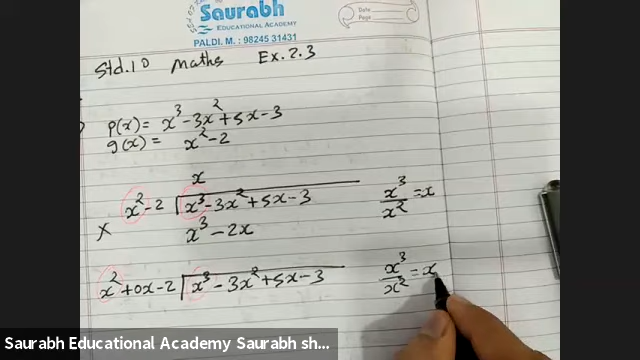 Saurabh
EDUCATIONAL ACADEMY
PALDI. M.: 98245 31431
Date
Page
Std.10 Maths Ex.2.3
p(x) = x³ - 3x² + 5x - 3
g(x) = x² - 2
x
x² - 2 x³ - 3x² + 5x - 3 x³/x² = x
x x³ - 2x
x² + 0x - 2 x³ - 3x² + 5x - 3 x³/x² = x
Saurabh Educational Academy Saurabh sh...